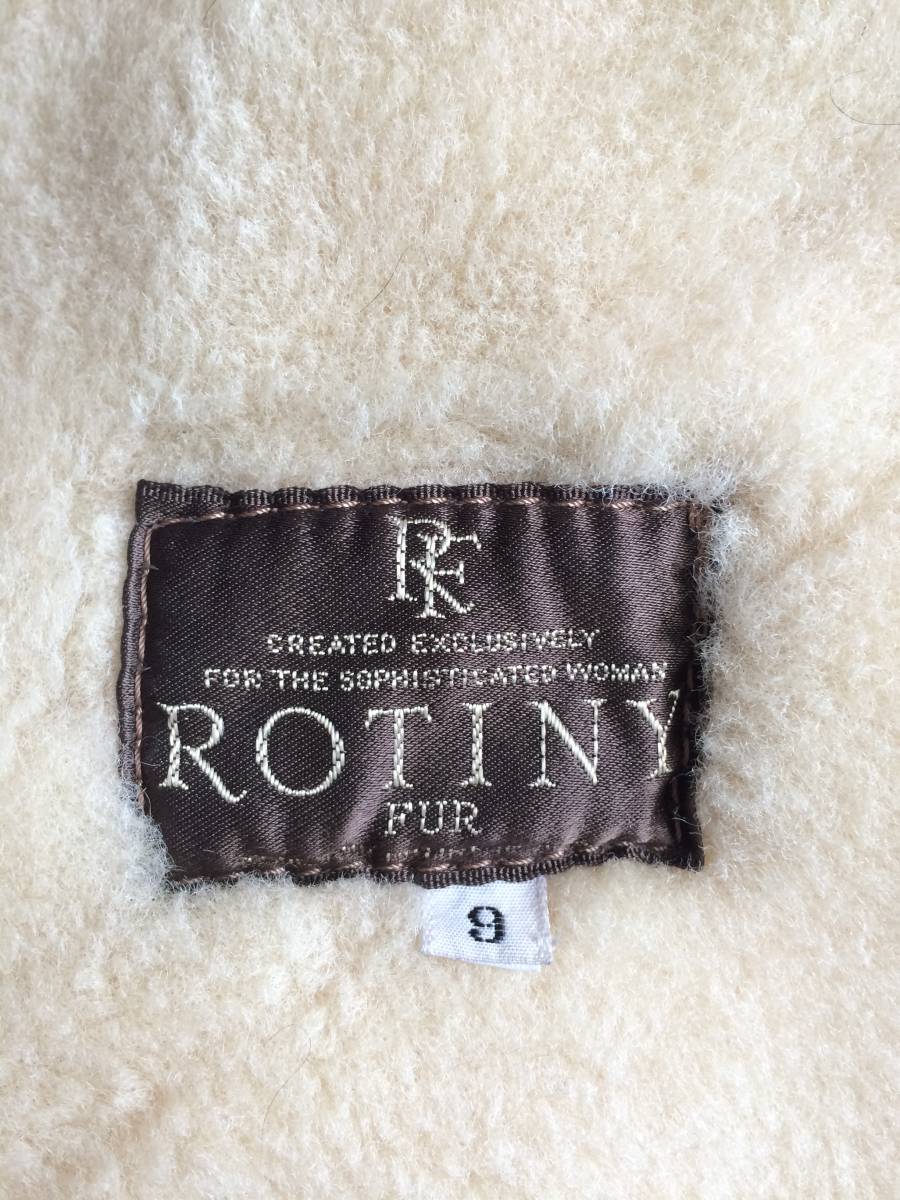 RF
CREATED EXCLUSIVELY
FOR THE SOPHISTICATED WOMAN
ROTINY
FUR
9